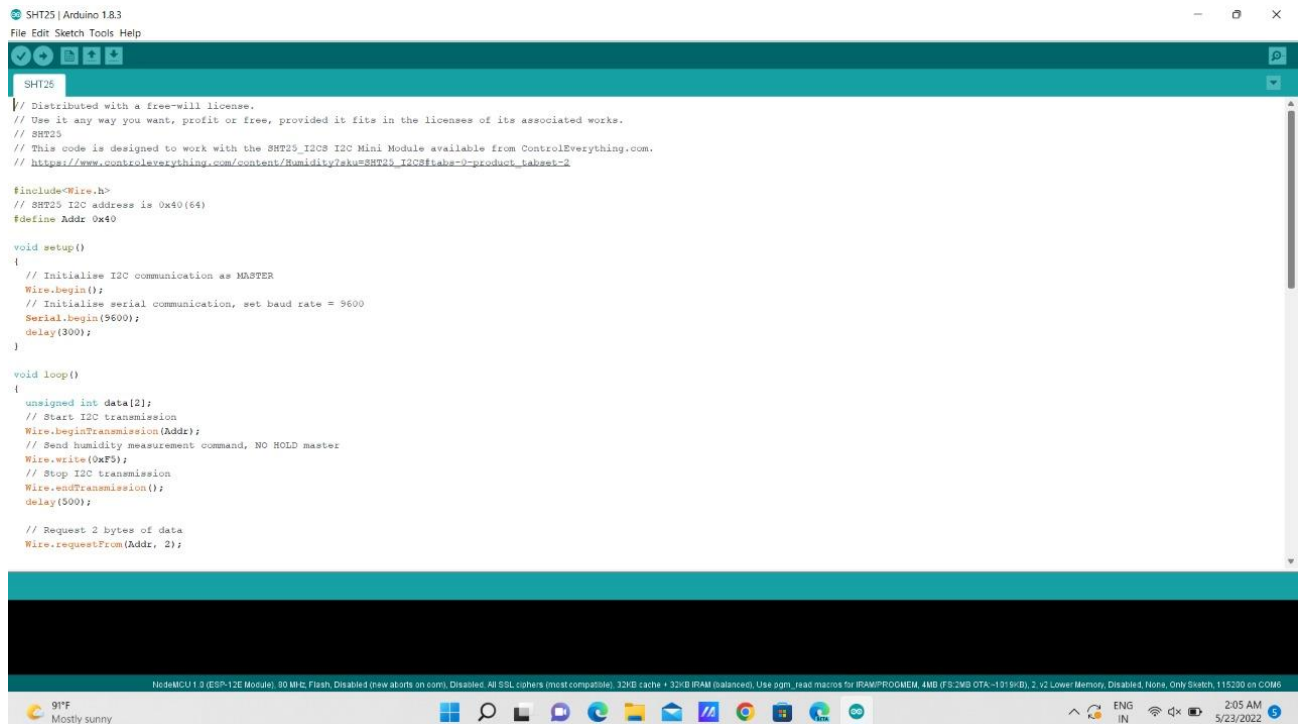 SHT25 | Arduino 1.8.3
File Edit Sketch Tools Help
SHT25
// Distributed with a free-will license.
// Use it any way you want, profit or free, provided it fits in the licenses of its associated works.
// SHT25
// This code is designed to work with the SHT25_I2CS I2C Mini Module available from ControlEverything.com.
// https://www.controleverything.com/content/Humidity?sku=SHT25_I2CS#tabs-0-product_tabset-2
#include<Wire.h>
// SHT25 I2C address is 0x40(64)
#define Addr 0x40
void setup()
{
// Initialise I2C communication as MASTER
Wire.begin();
// Initialise serial communication, set baud rate = 9600
Serial.begin(9600);
delay(300);
}
void loop()
{
unsigned int data[2];
// Start I2C transmission
Wire.beginTransmission(Addr);
// Send humidity measurement command, NO HOLD master
Wire.write(0xF5);
// Stop I2C transmission
Wire.endTransmission();
delay(500);
// Request 2 bytes of data
Wire.requestFrom(Addr, 2);
NodeMCU 1.0 (ESP-12E Module), 80 MHz, Flash, Disabled (new aborts on oom), Disabled, All SSL ciphers (most compatible), 32KB cache + 32KB IRAM (balanced), Use pgm_read macros for IRAM/PROGMEM, 4MB (FS:2MB OTA:~1019KB), 2, v2 Lower Memory, Disabled, None, Only Sketch, 115200 on COM6
91°F
Mostly sunny
ENG
IN
2:05 AM
5/23/2022
5